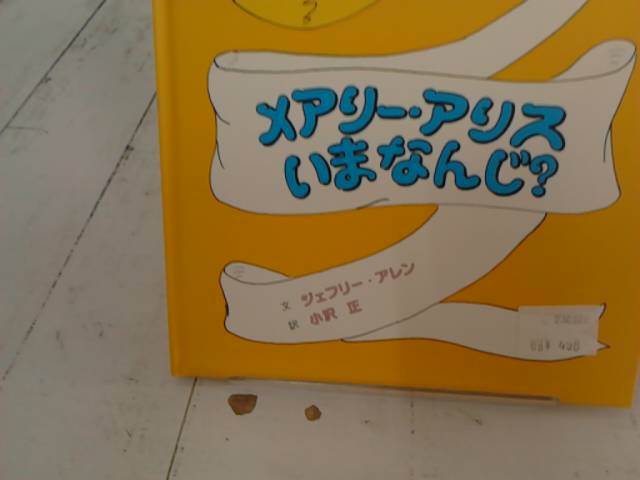 ?
メアリー・アリス
いまなんじ?
文 ジェフリー・アレン
訳 小沢 正